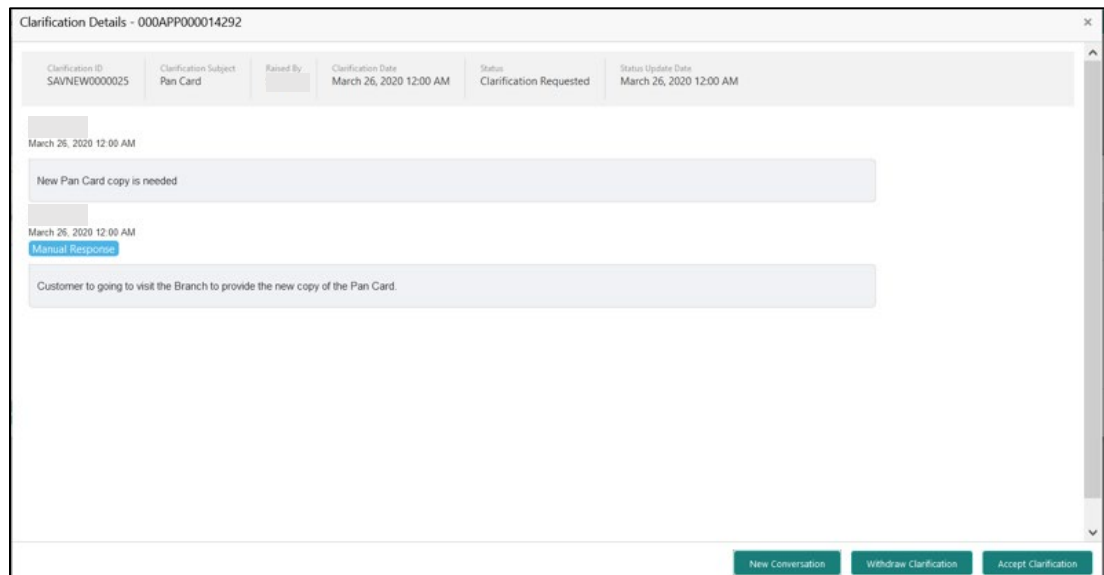 Clarification Details - 000APP000014292
Clarification ID Clarification Subject Raised By Clarification Date Status Status Update Date
SAVNEW0000025 Pan Card March 26, 2020 12:00 AM Clarification Requested March 26, 2020 12:00 AM
March 26, 2020 12:00 AM
New Pan Card copy is needed
March 26, 2020 12:00 AM
Manual Response
Customer to going to visit the Branch to provide the new copy of the Pan Card.
New Conversation Withdraw Clarification Accept Clarification